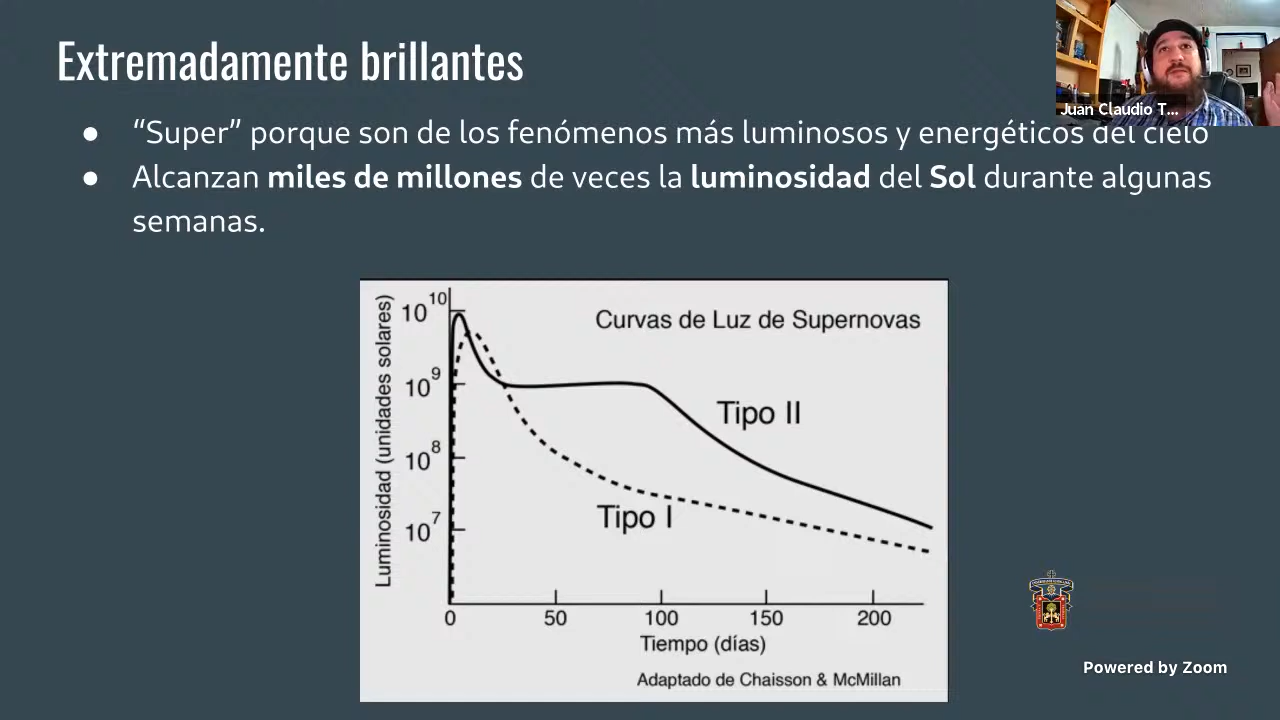 Extremadamente brillantes
Juan Claudio T...
● “Super” porque son de los fenómenos más luminosos y energéticos del cielo
● Alcanzan miles de millones de veces la luminosidad del Sol durante algunas
semanas.
Curvas de Luz de Supernovas
Luminosidad (unidades solares)
10^10
10^9
10^8
10^7
Tipo II
Tipo I
0 50 100 150 200
Tiempo (días)
Adaptado de Chaisson & McMillan
Powered by Zoom